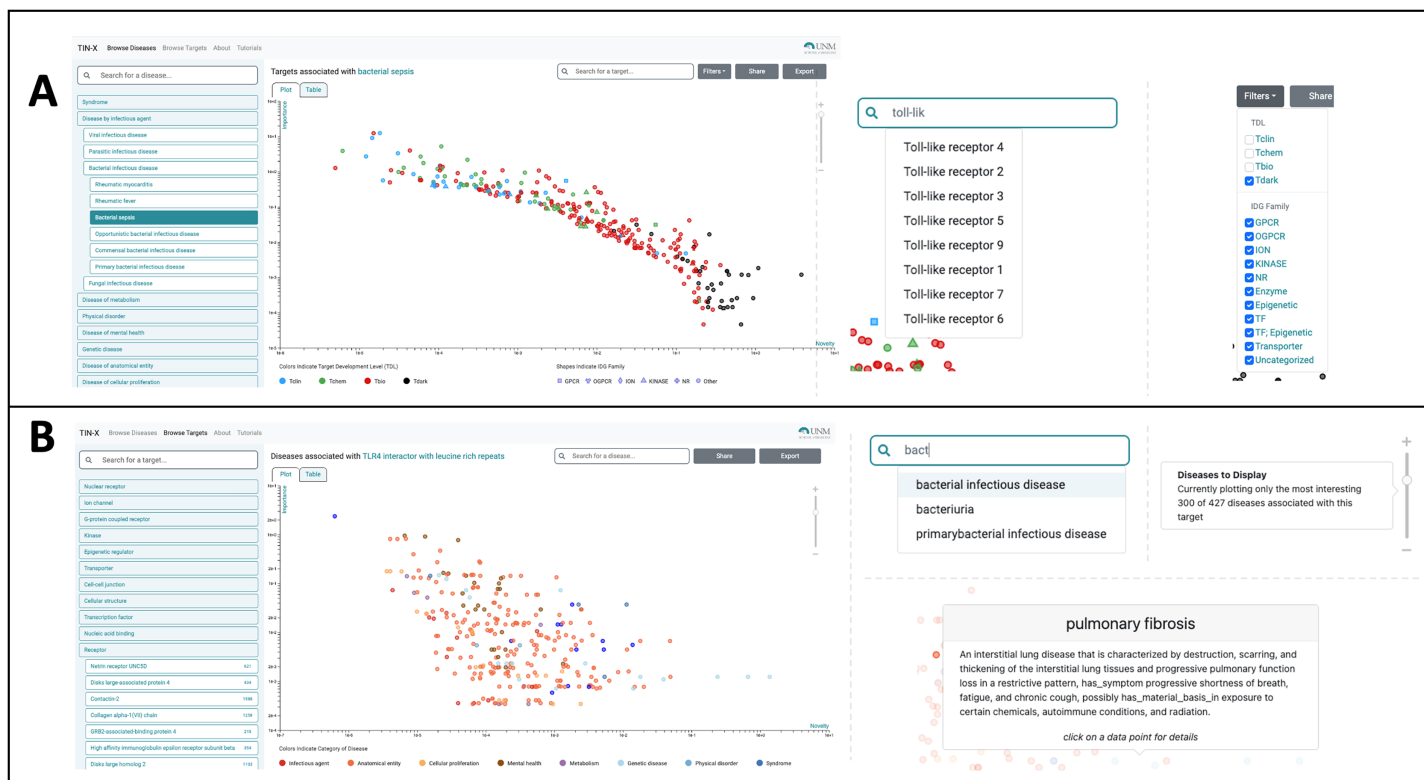 A
TIN-X Browse Diseases Browse Targets About Tutorials
UNM
Search for a disease...
Syndrome
Disease by infectious agent
Viral infectious disease
Parasitic infectious disease
Bacterial infectious disease
Rheumatic myocarditis
Rheumatic fever
Bacterial sepsis
Opportunistic bacterial infectious disease
Commensal bacterial infectious disease
Primary bacterial infectious disease
Fungal infectious disease
Disease of metabolism
Physical disorder
Disease of mental health
Genetic disease
Disease of anatomical entity
Disease of cellular proliferation
Targets associated with bacterial sepsis
Search for a target...
Filters
Share
Export
Plot
Table
Importance
Novelty
Colors Indicate Target Development Level (TDL)
Tclin Tchem Tbio Tdark
Shapes Indicate IDG Family
GPCR OGPCR ION KINASE NR Other
toll-lik
Toll-like receptor 4
Toll-like receptor 2
Toll-like receptor 3
Toll-like receptor 5
Toll-like receptor 9
Toll-like receptor 1
Toll-like receptor 7
Toll-like receptor 6
Filters
Share
TDL
Tclin
Tchem
Tbio
Tdark
IDG Family
GPCR
OGPCR
ION
KINASE
NR
Enzyme
Epigenetic
TF
TF; Epigenetic
Transporter
Uncategorized
B
TIN-X Browse Diseases Browse Targets About Tutorials
UNM
Search for a target...
Nuclear receptor
Ion channel
G-protein coupled receptor
Kinase
Epigenetic regulator
Transporter
Cell-cell junction
Cellular structure
Transcription factor
Nucleic acid binding
Receptor
Netrin receptor UNC5D
Disks large-associated protein 4
Contactin-2
Collagen alpha-1(VII) chain
GRB2-associated-binding protein 4
High affinity immunoglobulin epsilon receptor subunit beta
Disks large homolog 2
Diseases associated with TLR4 interactor with leucine rich repeats
Search for a disease...
Share
Export
Plot
Table
Importance
Novelty
Colors Indicate Category of Disease
Infectious agent Anatomical entity Cellular proliferation Mental health Metabolism Genetic disease Physical disorder Syndrome
bact
bacterial infectious disease
bacteriuria
primarybacterial infectious disease
Diseases to Display
Currently plotting only the most interesting
300 of 427 diseases associated with this
target
pulmonary fibrosis
An interstitial lung disease that is characterized by destruction, scarring, and
thickening of the interstitial lung tissues and progressive pulmonary function
loss in a restrictive pattern, has_symptom progressive shortness of breath,
fatigue, and chronic cough, possibly has_material_basis_in exposure to
certain chemicals, autoimmune conditions, and radiation.
click on a data point for details